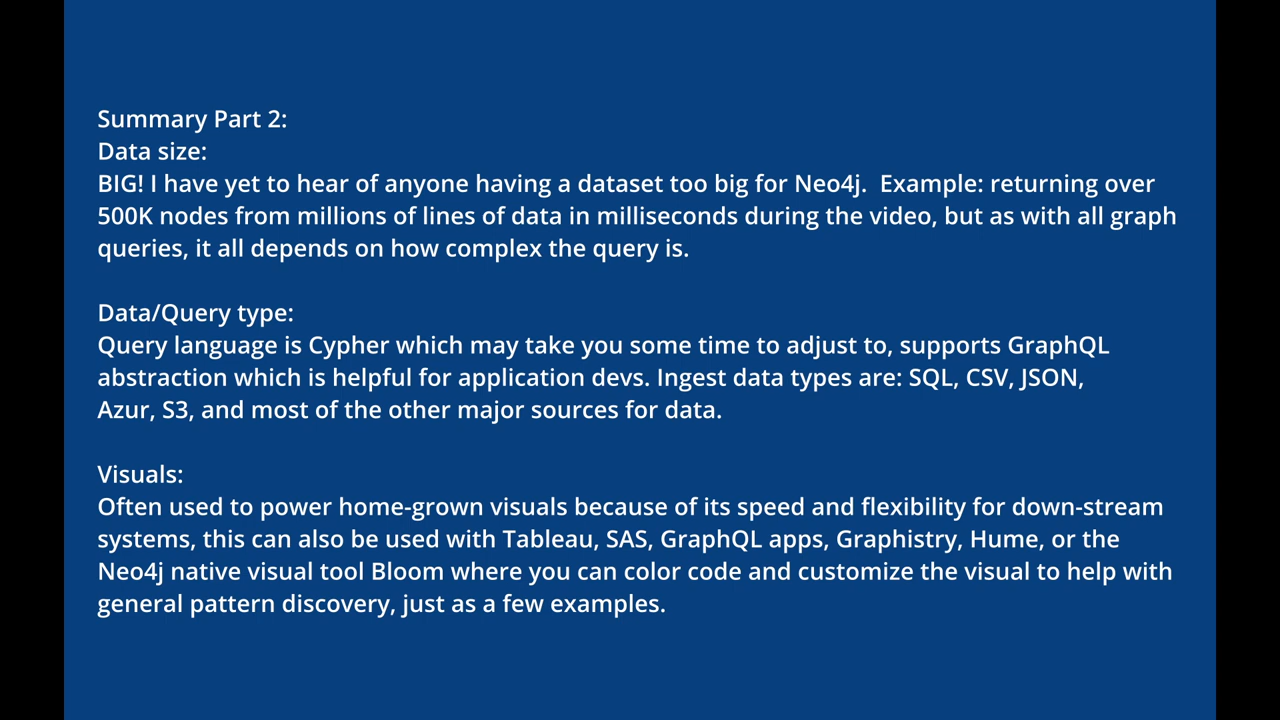 Summary Part 2:
Data size:
BIG! I have yet to hear of anyone having a dataset too big for Neo4j.  Example: returning over
500K nodes from millions of lines of data in milliseconds during the video, but as with all graph
queries, it all depends on how complex the query is.
Data/Query type:
Query language is Cypher which may take you some time to adjust to, supports GraphQL
abstraction which is helpful for application devs. Ingest data types are: SQL, CSV, JSON,
Azur, S3, and most of the other major sources for data.
Visuals:
Often used to power home-grown visuals because of its speed and flexibility for down-stream
systems, this can also be used with Tableau, SAS, GraphQL apps, Graphistry, Hume, or the
Neo4j native visual tool Bloom where you can color code and customize the visual to help with
general pattern discovery, just as a few examples.